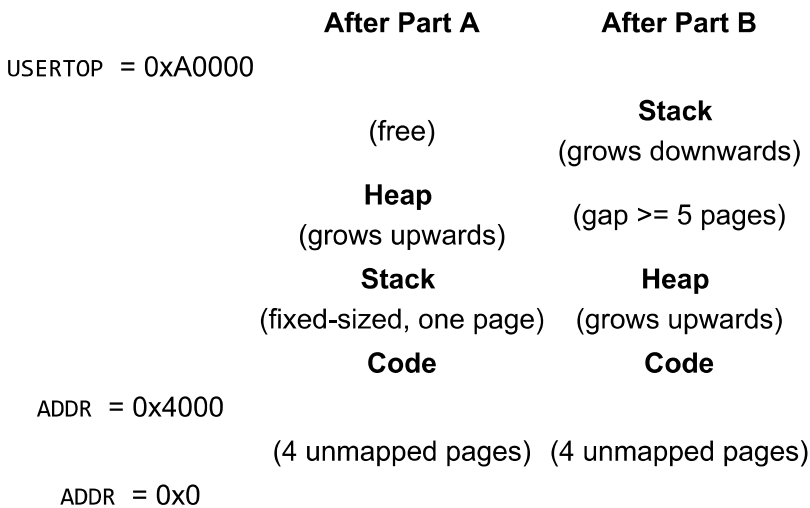 After Part A After Part B
USERTOP = 0xA0000
(free)
Stack
(grows downwards)
Heap
(grows upwards)
(gap >= 5 pages)
Stack Heap
(fixed-sized, one page) (grows upwards)
Code Code
ADDR = 0x4000
(4 unmapped pages) (4 unmapped pages)
ADDR = 0x0